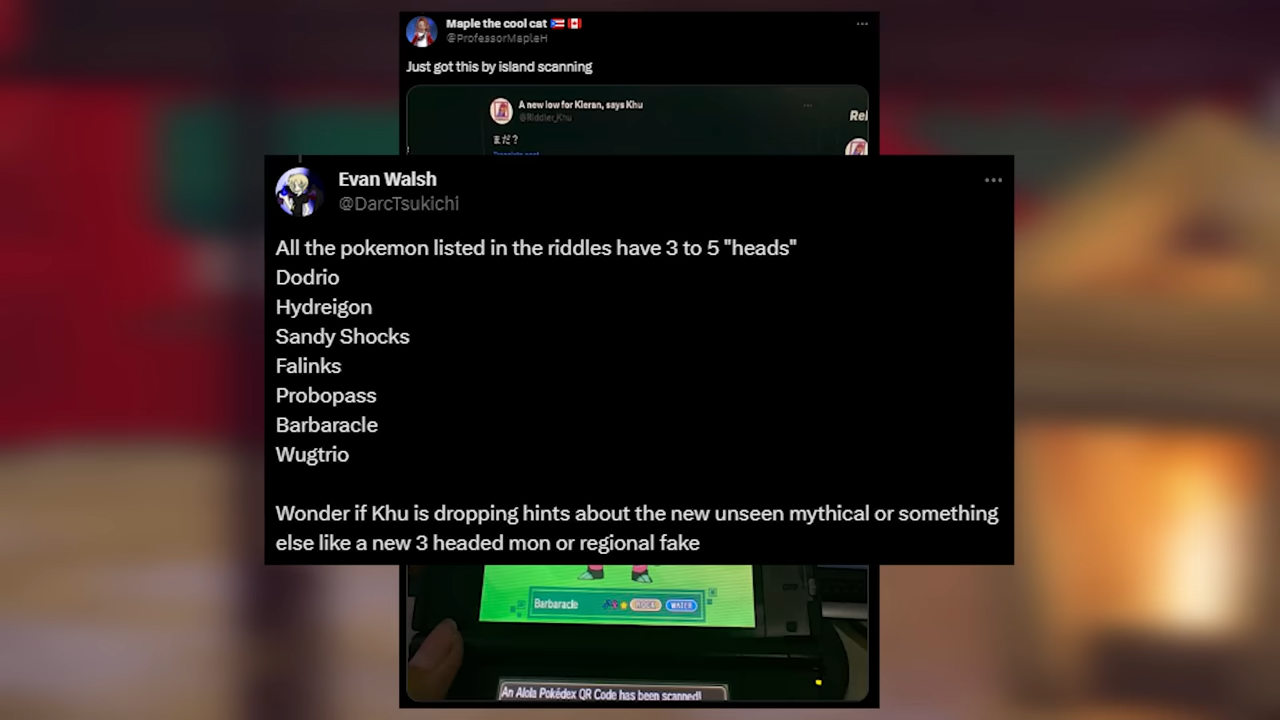 Maple the cool cat
@ProfessorMapleH
Just got this by island scanning
A new low for Kieran, says Khu
@Riddler_Khu
まだ？
Rel
Evan Walsh
@DarcTsukichi
All the pokemon listed in the riddles have 3 to 5 "heads"
Dodrio
Hydreigon
Sandy Shocks
Falinks
Probopass
Barbaracle
Wugtrio
Wonder if Khu is dropping hints about the new unseen mythical or something
else like a new 3 headed mon or regional fake
Barbaracle ROCK WATER
An Alola Pokédex QR Code has been scanned!